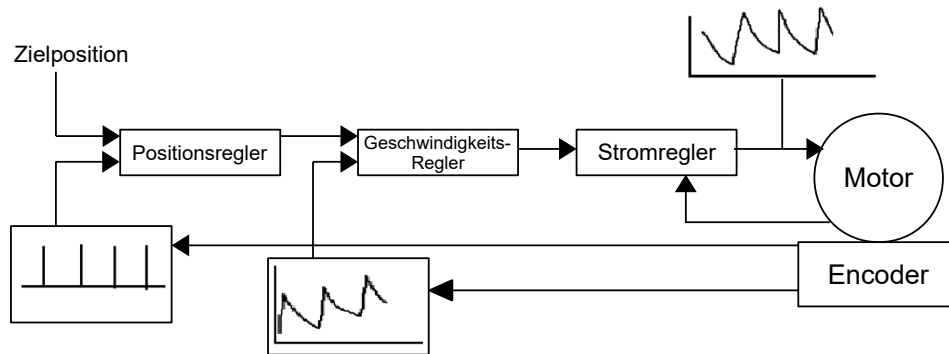 Zielposition
Positionsregler
Geschwindigkeits-
Regler
Stromregler
Motor
Encoder